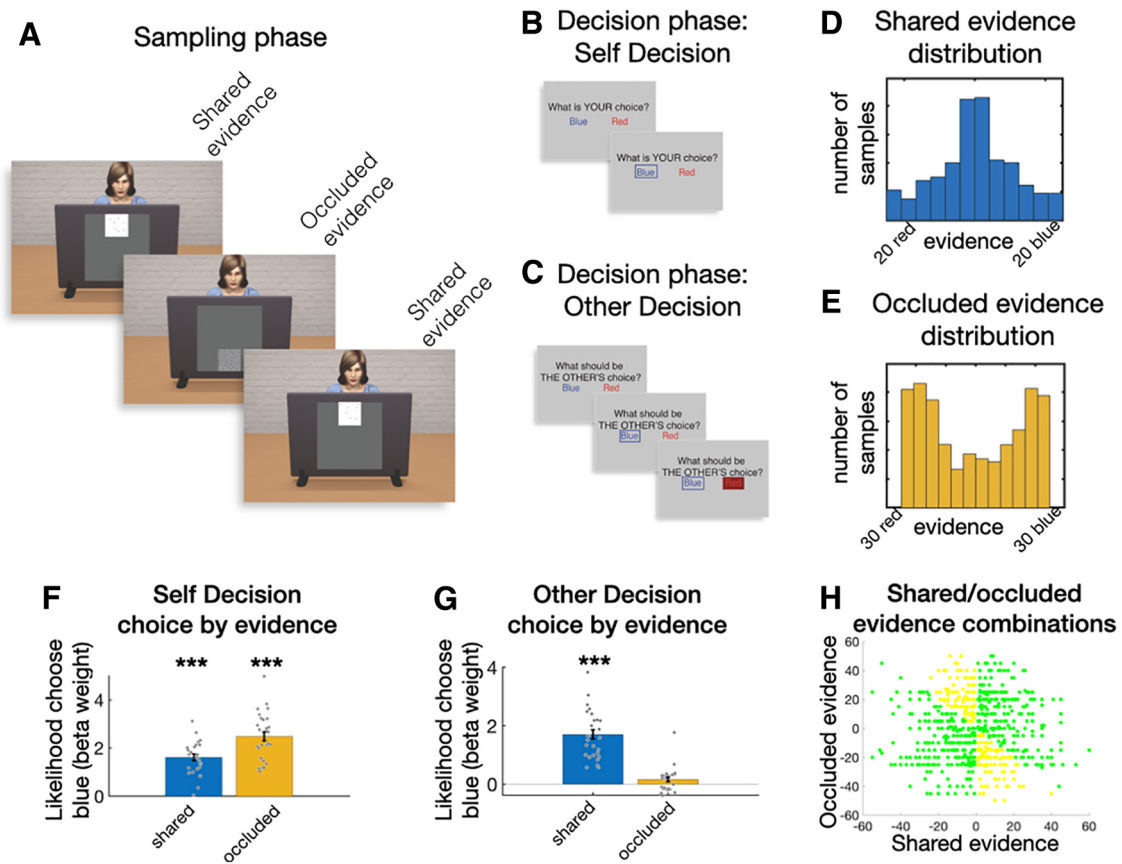 A
Sampling phase
Shared
evidence
Occluded
evidence
Shared
evidence
B
Decision phase:
Self Decision
What is YOUR choice?
Blue Red
What is YOUR choice?
Blue Red
C
Decision phase:
Other Decision
What should be
THE OTHER'S choice?
Blue Red
What should be
THE OTHER'S choice?
Blue Red
What should be
THE OTHER'S choice?
Blue Red
D
Shared evidence
distribution
number of
samples
20 red
evidence
20 blue
E
Occluded evidence
distribution
number of
samples
30 red
evidence
30 blue
F
Self Decision
choice by evidence
Likelihood choose
blue (beta weight)
***
***
4
2
0
shared
occluded
G
Other Decision
choice by evidence
Likelihood choose
blue (beta weight)
***
4
2
0
shared
occluded
H
Shared/occluded
evidence combinations
Occluded evidence
60
40
20
0
-20
-40
-60
-60 -40 -20 0 20 40 60
Shared evidence